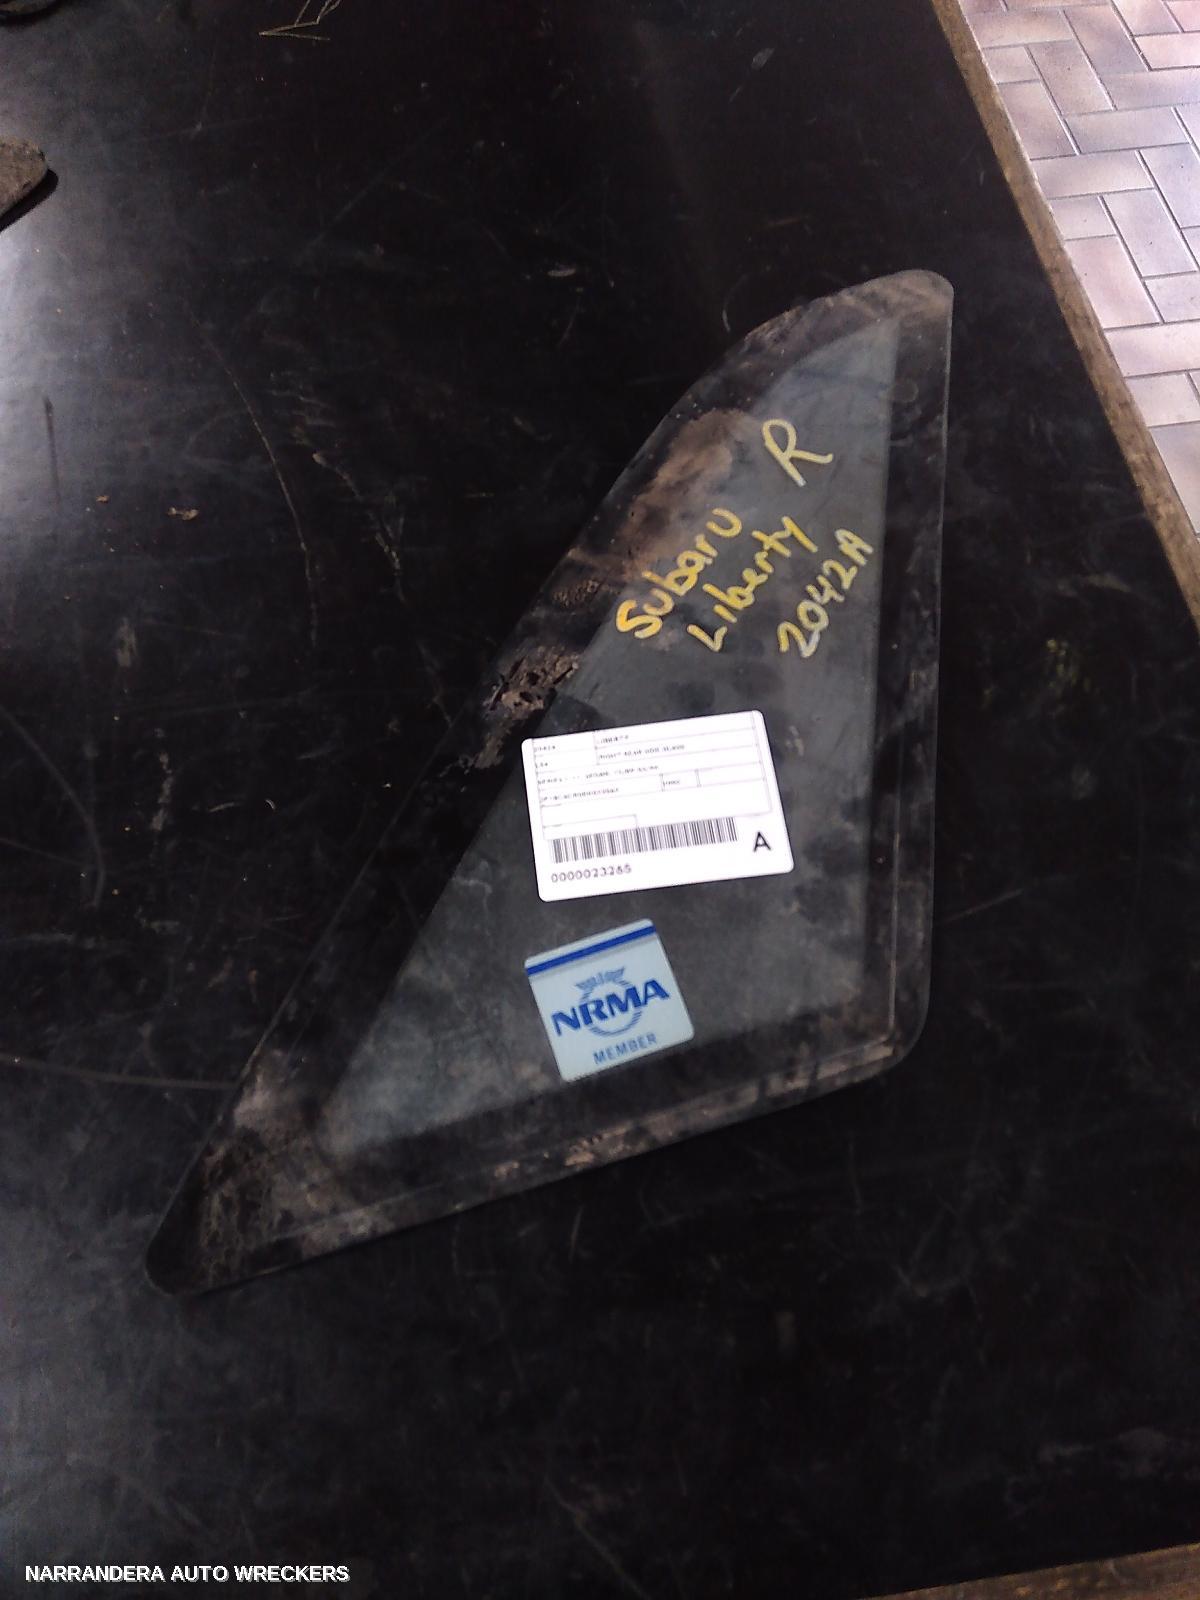 R
Subaru
Liberty
2042A
A
0000023265
NRMA
MEMBER
NARRANDERA AUTO WRECKERS